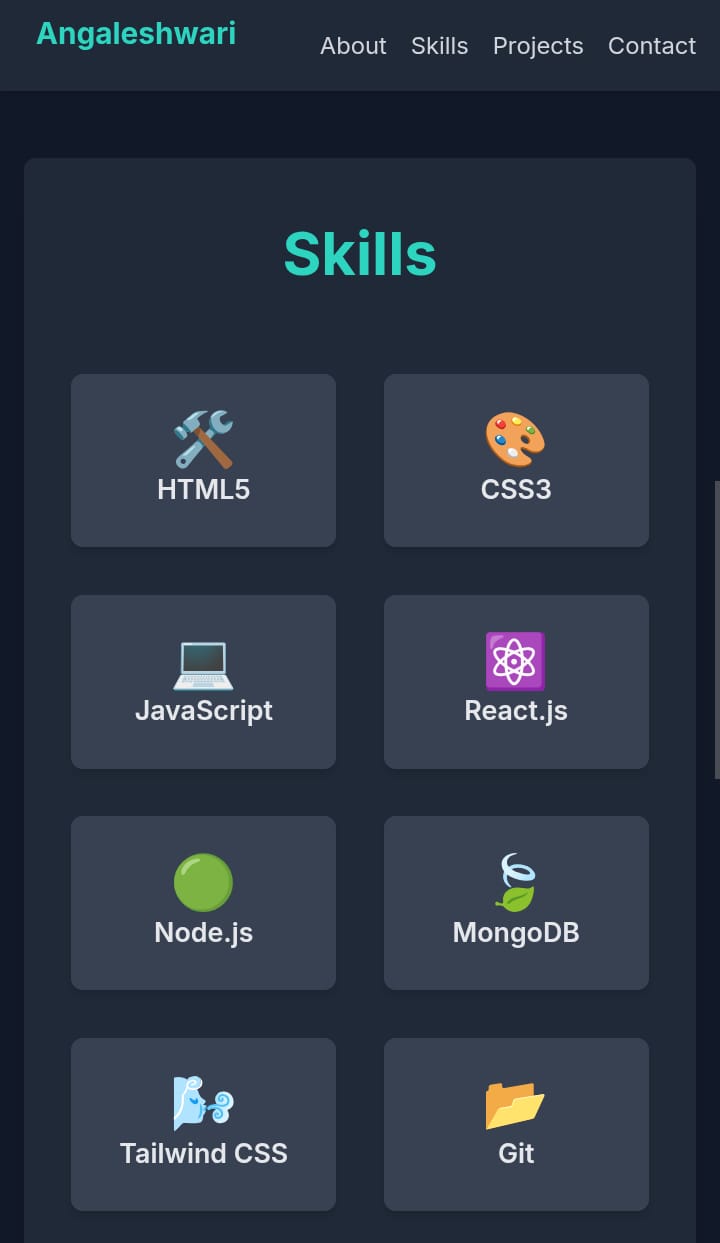 Angaleshwari
About Skills Projects Contact
Skills
HTML5
CSS3
JavaScript
React.js
Node.js
MongoDB
Tailwind CSS
Git